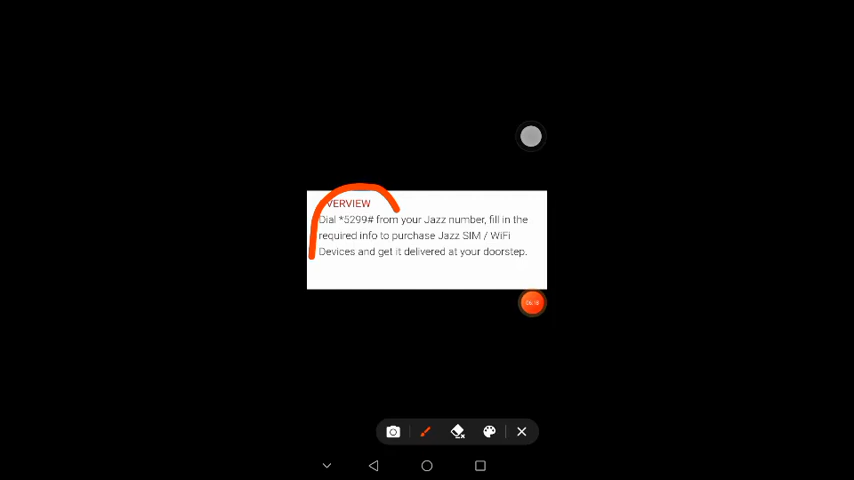 VERVIEW
Dial *5299# from your Jazz number, fill in the
required info to purchase Jazz SIM / WiFi
Devices and get it delivered at your doorstep.